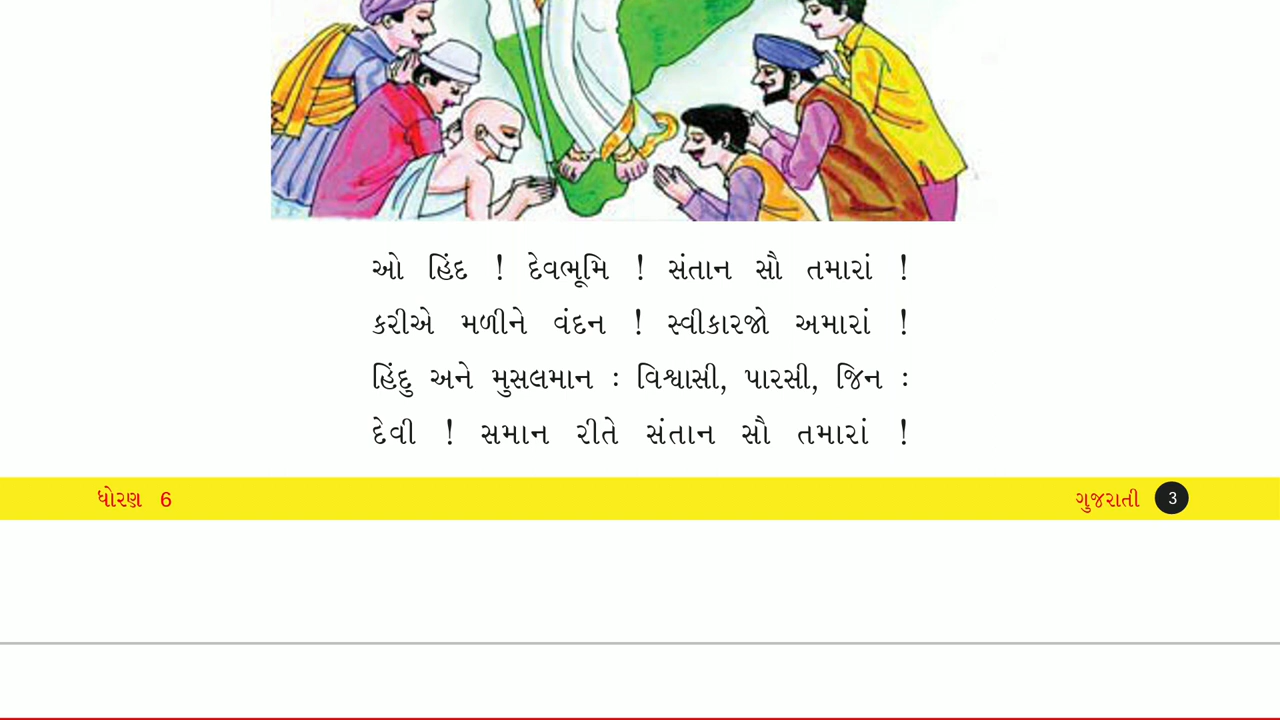 ઓ હિંદ ! દેવભૂમિ ! સંતાન સૌ તમારાં !
કરીએ મળીને વંદન ! સ્વીકારજો અમારાં !
હિંદુ અને મુસલમાન : વિશ્વાસી, પારસી, જિન :
દેવી ! સમાન રીતે સંતાન સૌ તમારાં !
ધોરણ 6
ગુજરાતી 3